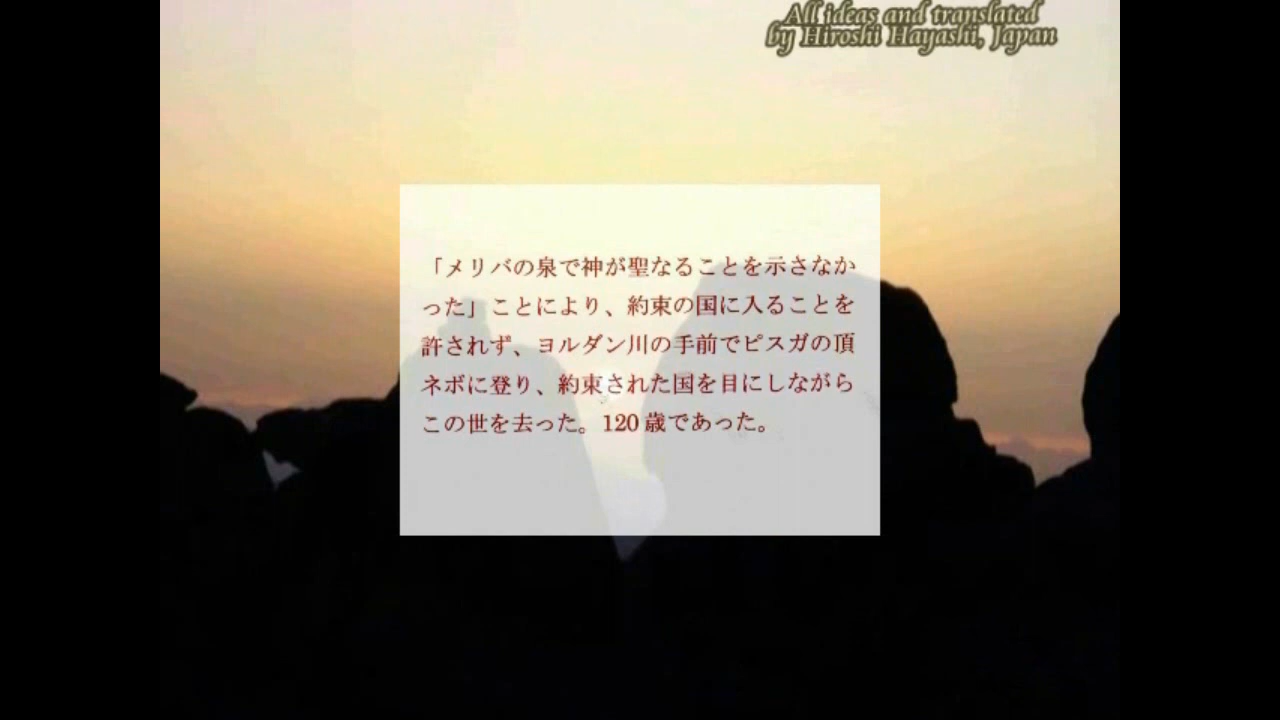 All ideas and translated
by Hiroshi Hayashi, Japan
「メリバの泉で神が聖なることを示さなか
った」ことにより、約束の国に入ることを
許されず、ヨルダン川の手前でピスガの頂
ネボに登り、約束された国を目にしながら
この世を去った。120歳であった。